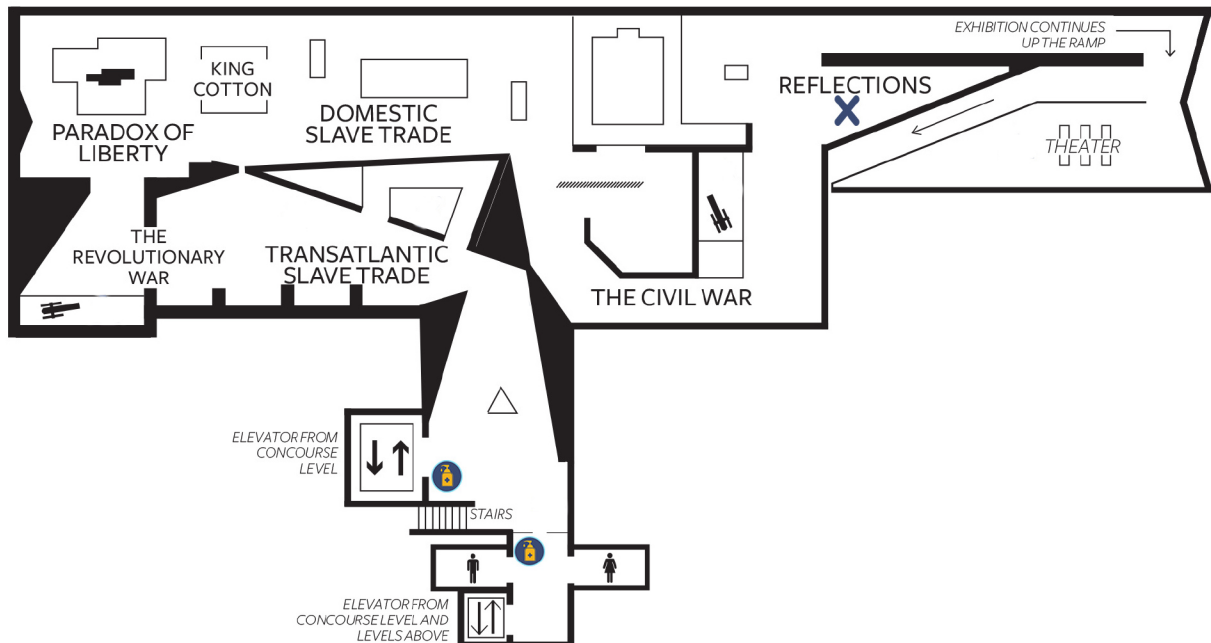 EXHIBITION CONTINUES
UP THE RAMP
KING
COTTON
REFLECTIONS
DOMESTIC
SLAVE TRADE
PARADOX OF
LIBERTY
THEATER
THE
REVOLUTIONARY
WAR
TRANSATLANTIC
SLAVE TRADE
THE CIVIL WAR
ELEVATOR FROM
CONCOURSE
LEVEL
STAIRS
ELEVATOR FROM
CONCOURSE LEVEL AND
LEVELS ABOVE